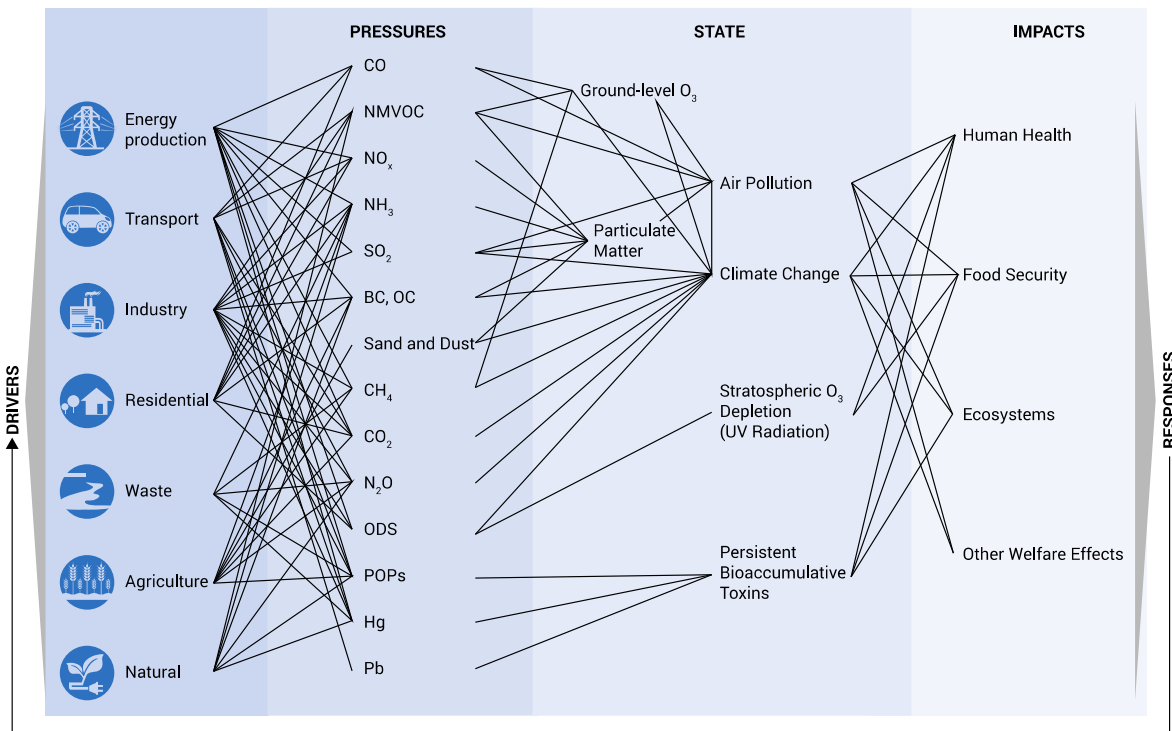 PRESSURES
STATE
IMPACTS
DRIVERS
Energy
production
Transport
Industry
Residential
Waste
Agriculture
Natural
CO
NMVOC
NOₓ
NH₃
SO₂
BC, OC
Sand and Dust
CH₄
CO₂
N₂O
ODS
POPs
Hg
Pb
Ground-level O₃
Air Pollution
Particulate
Matter
Climate Change
Stratospheric O₃
Depletion
(UV Radiation)
Persistent
Bioaccumulative
Toxins
Human Health
Food Security
Ecosystems
Other Welfare Effects
RESPONSES